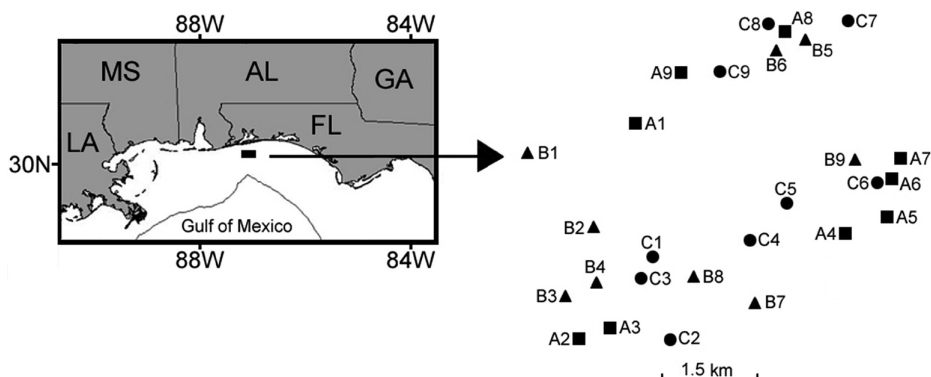 88W 84W
MS AL GA
LA FL
30N
Gulf of Mexico
88W 84W
C8 A8 C7
B6 B5
A9 C9
A1
B1
B9 A7
C6 A6
C5
A5
A4
B2
C1
C4
B4
C3 B8
B3
B7
A3
A2 C2
1.5 km